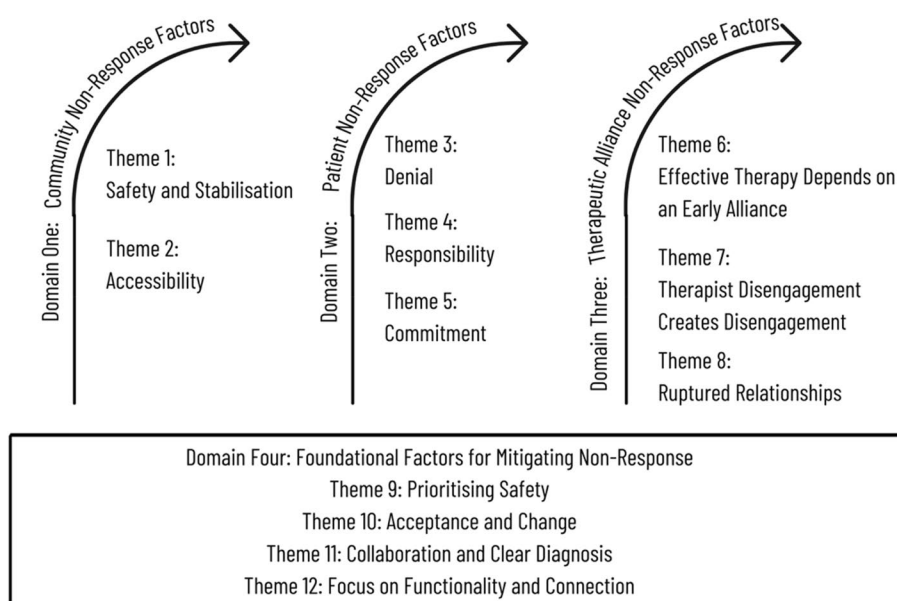 Domain One: Community Non-Response Factors
Theme 1:
Safety and Stabilisation
Theme 2:
Accessibility
Domain Two: Patient Non-Response Factors
Theme 3:
Denial
Theme 4:
Responsibility
Theme 5:
Commitment
Domain Three: Therapeutic Alliance Non-Response Factors
Theme 6:
Effective Therapy Depends on
an Early Alliance
Theme 7:
Therapist Disengagement
Creates Disengagement
Theme 8:
Ruptured Relationships
Domain Four: Foundational Factors for Mitigating Non-Response
Theme 9: Prioritising Safety
Theme 10: Acceptance and Change
Theme 11: Collaboration and Clear Diagnosis
Theme 12: Focus on Functionality and Connection